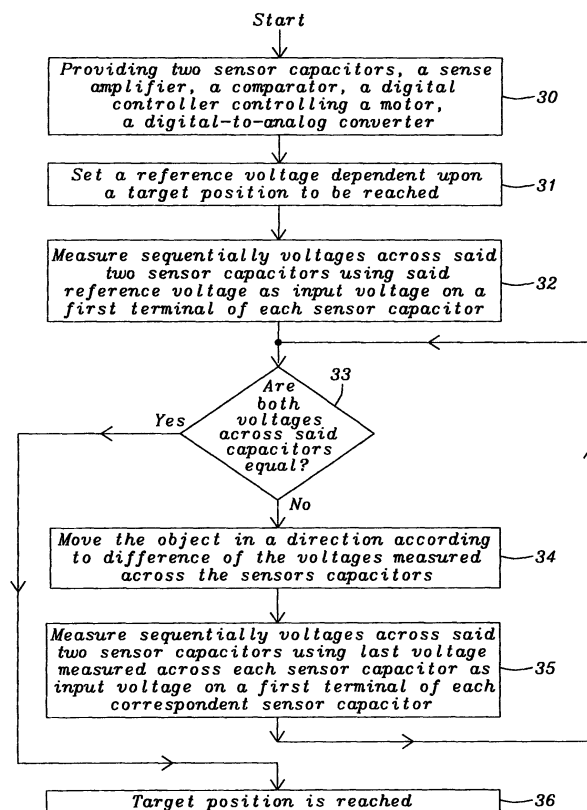 Start
Providing two sensor capacitors, a sense
amplifier, a comparator, a digital
controller controlling a motor,
a digital-to-analog converter
30
Set a reference voltage dependent upon
a target position to be reached
31
Measure sequentially voltages across said
two sensor capacitors using said
reference voltage as input voltage on a
first terminal of each sensor capacitor
32
33
Are
both
voltages
across said
capacitors
equal?
Yes
No
Move the object in a direction according
to difference of the voltages measured
across the sensors capacitors
34
Measure sequentially voltages across said
two sensor capacitors using last voltage
measured across each sensor capacitor as
input voltage on a first terminal of each
correspondent sensor capacitor
35
Target position is reached
36